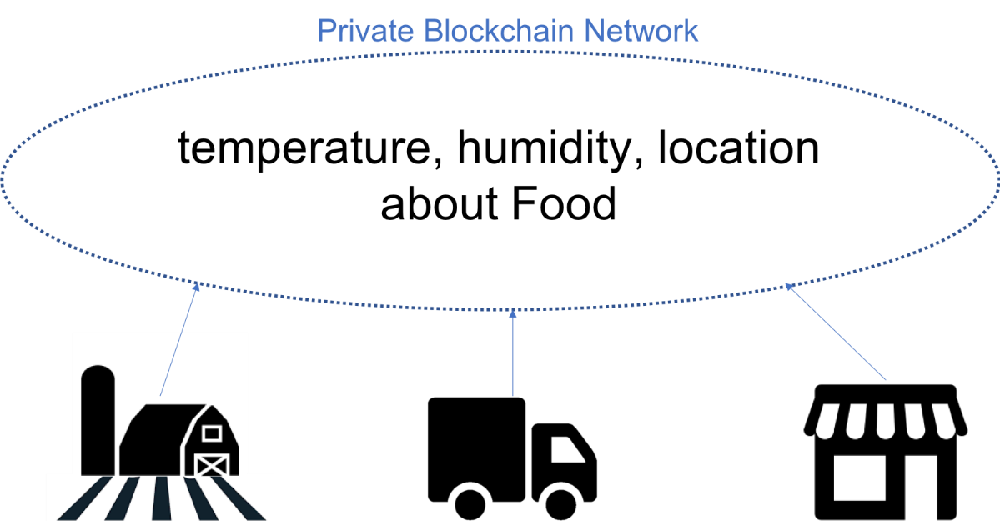 Private Blockchain Network
temperature, humidity, location
about Food